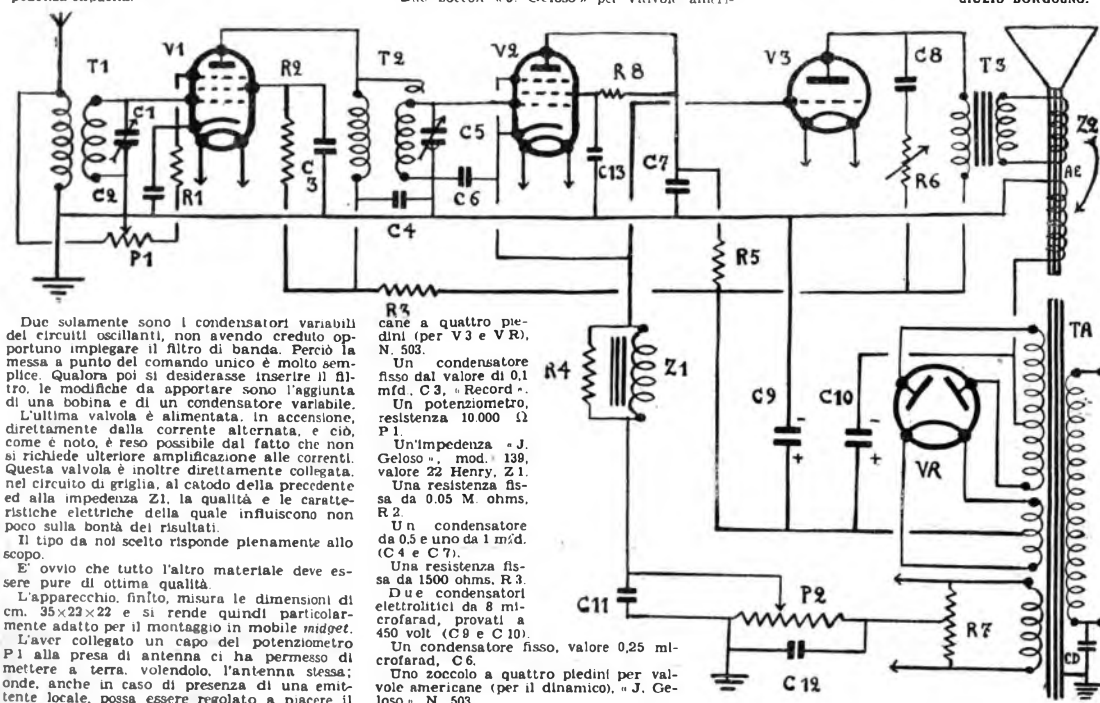 GIULIO BORGOGNO.
V1
V2
V3
T1
R2
T2
R8
C8
T3
C1
C5
C7
Z2
C2
R1
C3
C6
C13
R6
AE
C4
P1
R5
R3
Due solamente sono i condensatori variabili
dei circuiti oscillanti, non avendo creduto op-
portuno impiegare il filtro di banda. Perciò la
messa a punto del comando unico è molto sem-
plice. Qualora poi si desiderasse inserire il fil-
tro, le modifiche da apportare sono l'aggiunta
di una bobina e di un condensatore variabile.
L'ultima valvola è alimentata, in accensione,
direttamente dalla corrente alternata, e ciò,
come è noto, è reso possibile dal fatto che non
si richiede ulteriore amplificazione alle correnti.
Questa valvola è inoltre direttamente collegata,
nel circuito di griglia, al catodo della precedente
ed alla impedenza Z1, la qualità e le caratte-
ristiche elettriche della quale influiscono non
poco sulla bontà dei risultati.
Il tipo da noi scelto risponde pienamente allo
scopo.
E' ovvio che tutto l'altro materiale deve es-
sere pure di ottima qualità.
L'apparecchio, finito, misura le dimensioni di
cm. 35×23×22 e si rende quindi particolar-
mente adatto per il montaggio in mobile midget.
L'aver collegato un capo del potenziometro
P1 alla presa di antenna ci ha permesso di
mettere a terra, volendolo, l'antenna stessa;
onde, anche in caso di presenza di una emit-
tente locale, possa essere regolato a piacere il
cane a quattro pie-
dini (per V3 e VR),
N. 503.
Un condensatore
fisso dal valore di 0,1
mfd. C3, « Record ».
Un potenziometro,
resistenza 10.000 Ω
P1.
Un'impedenza « J.
Geloso », mod. 139,
valore 22 Henry, Z1.
Una resistenza fis-
sa da 0.05 M. ohms,
R2.
Un condensatore
da 0,5 e uno da 1 mfd.
(C4 e C7).
Una resistenza fis-
sa da 1500 ohms, R3.
Due condensatori
elettrolitici da 8 mi-
crofarad, provati a
450 volt (C9 e C10).
Un condensatore fisso, valore 0,25 mi-
crofarad, C6.
Uno zoccolo a quattro piedini per val-
vole americane (per il dinamico), « J. Ge-
loso », N. 503.
R4
Z1
C9
C10
VR
TA
C11
P2
R7
C12
CD